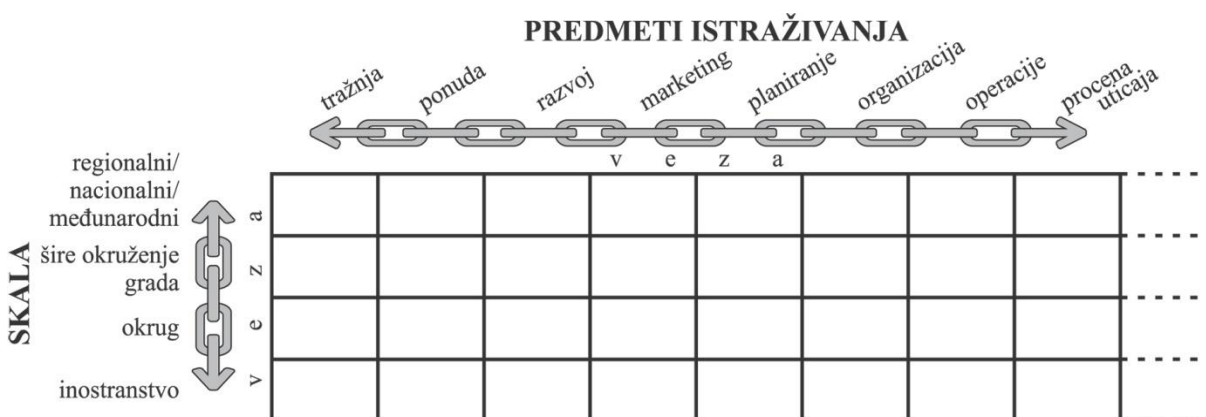 PREDMETI ISTRAŽIVANJA
tražnja
ponuda
razvoj
marketing
planiranje
organizacija
operacije
procena
uticaja
v e z a
regionalni/
nacionalni/
međunarodni
šire okruženje
grada
okrug
inostranstvo
SKALA
v e z a